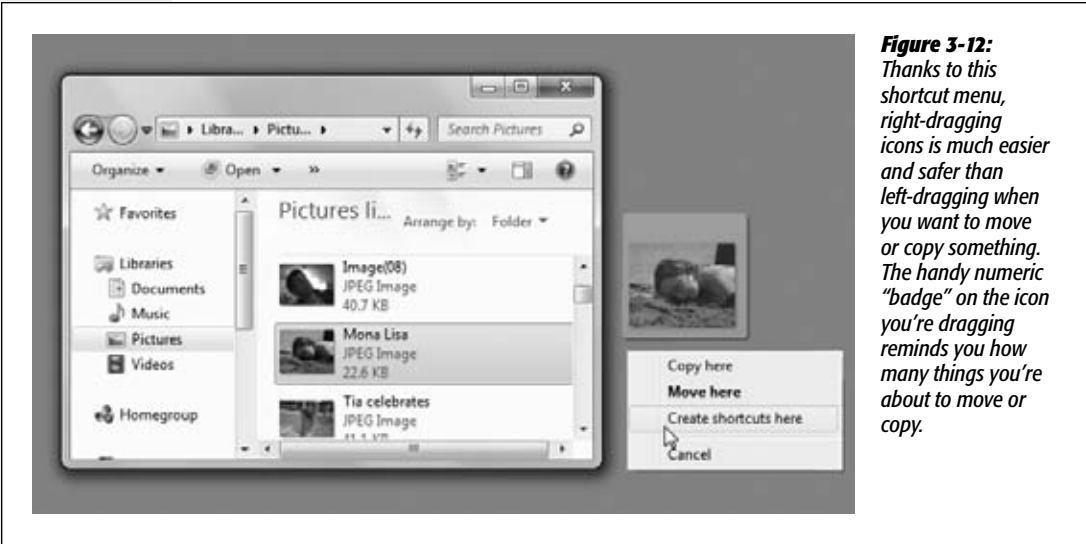 Libra... Pictu...
Search Pictures
Organize
Open
»
Favorites
Libraries
Documents
Music
Pictures
Videos
Homegroup
Pictures li...
Arrange by: Folder
Image(08)
JPEG Image
40.7 KB
Mona Lisa
JPEG Image
22.6 KB
Tia celebrates
JPEG Image
Copy here
Move here
Create shortcuts here
Cancel
Figure 3-12:
Thanks to this
shortcut menu,
right-dragging
icons is much easier
and safer than
left-dragging when
you want to move
or copy something.
The handy numeric
“badge” on the icon
you’re dragging
reminds you how
many things you’re
about to move or
copy.